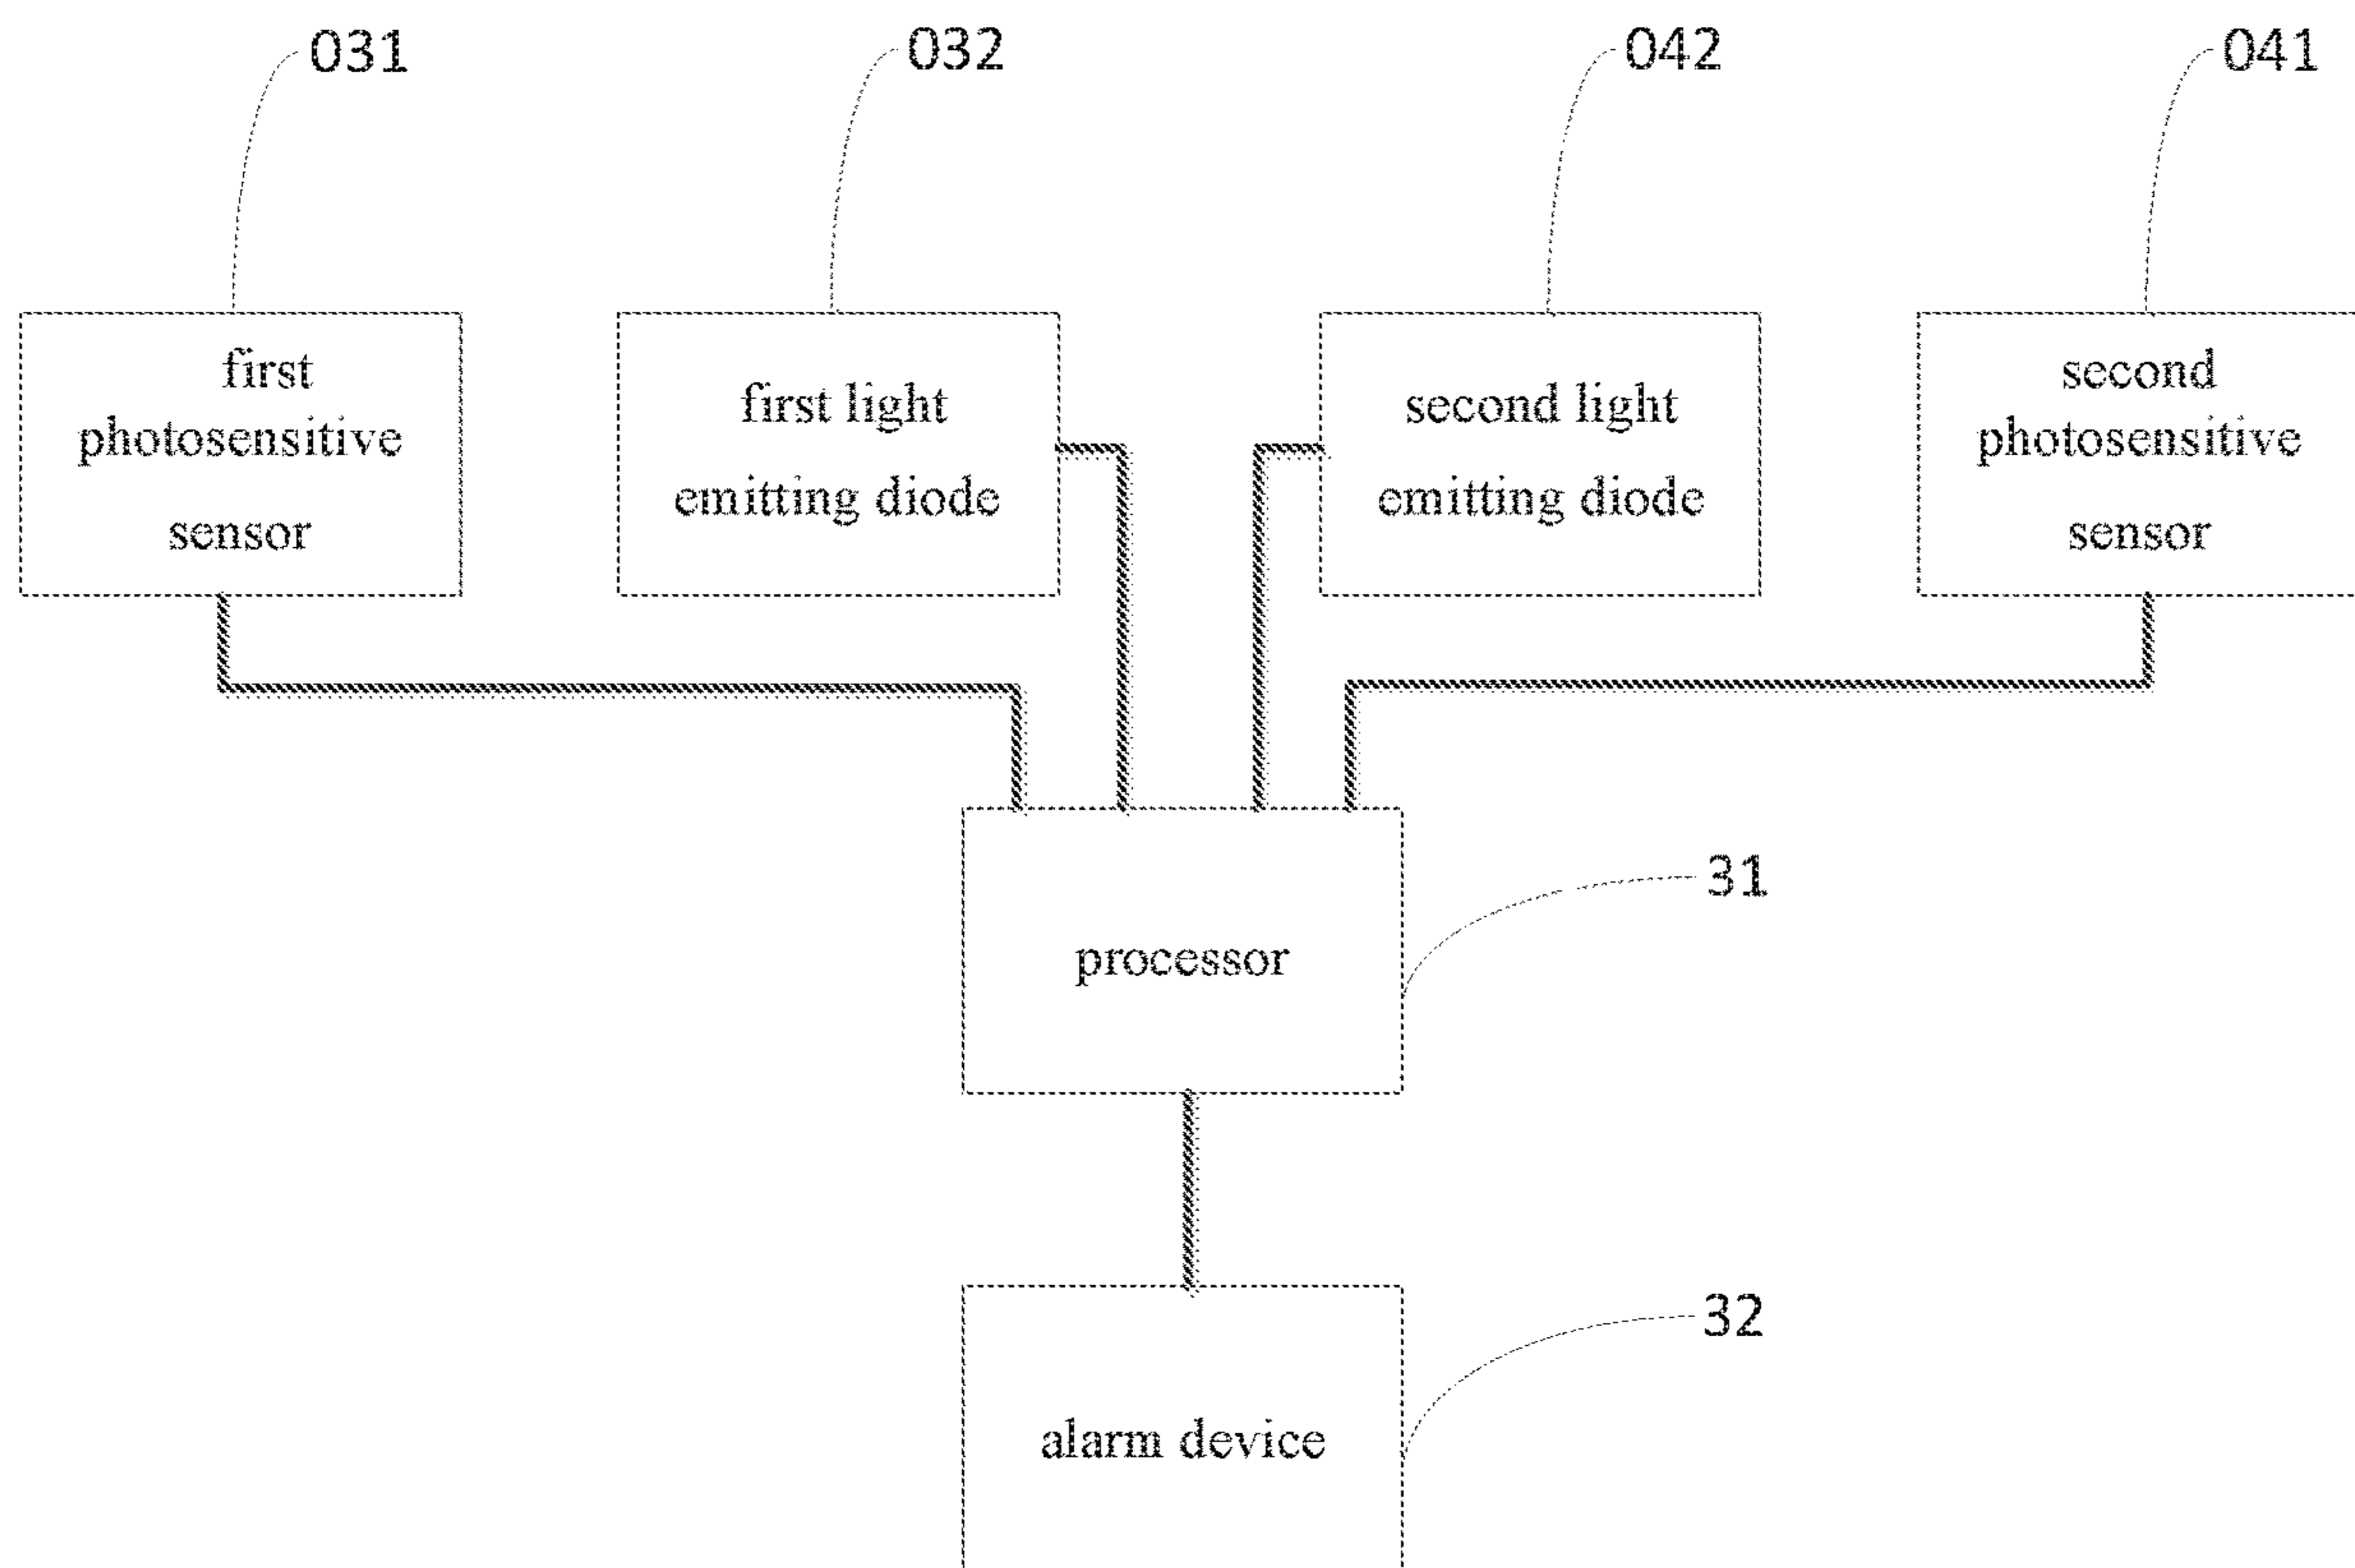 031
032
042
041
first
photosensitive
sensor
first light
emitting diode
second light
emitting diode
second
photosensitive
sensor
31
processor
32
alarm device